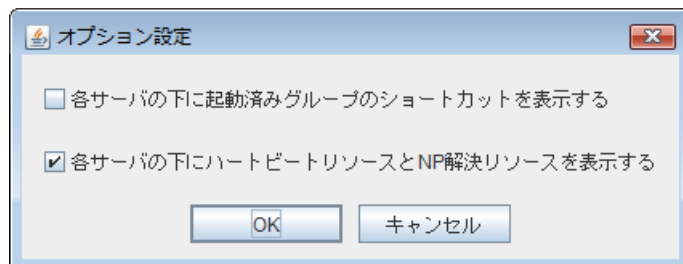 オプション設定
各サーバの下に起動済みグループのショートカットを表示する
各サーバの下にハートビートリソースとNP解決リソースを表示する
OK キャンセル